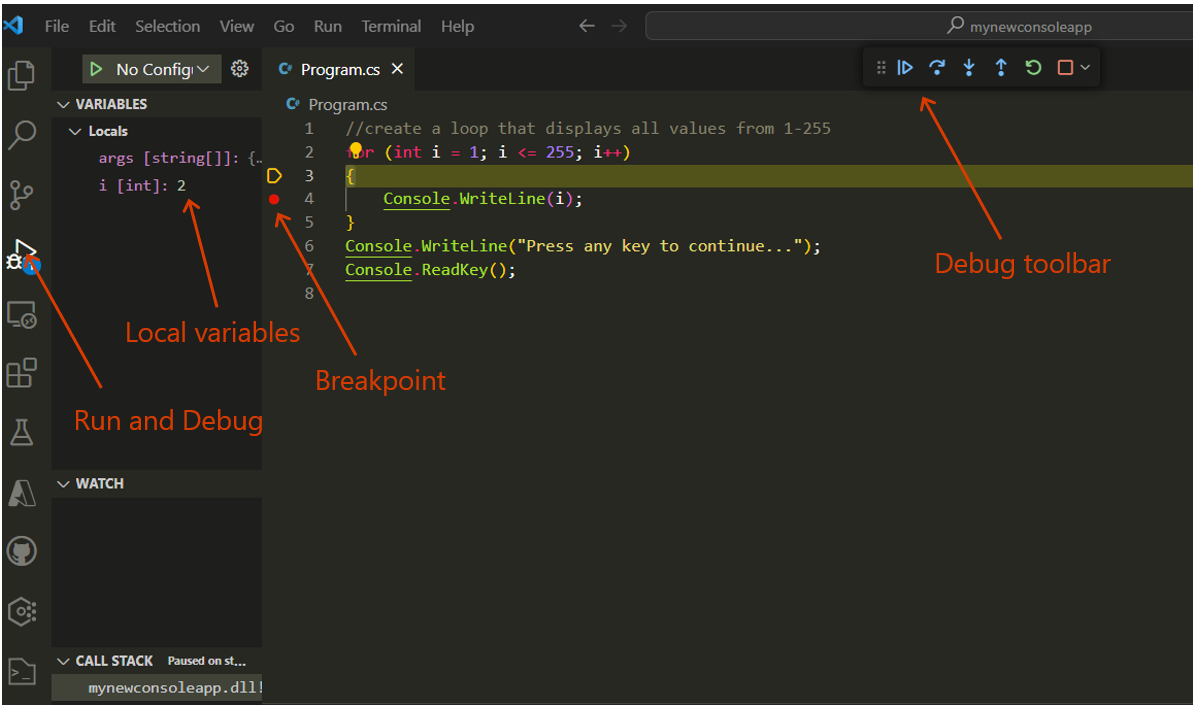 File Edit Selection View Go Run Terminal Help mynewconsoleapp
No Config Program.cs
VARIABLES
Program.cs
Locals
args [string[]]: {…
i [int]: 2
1 //create a loop that displays all values from 1-255
2 for (int i = 1; i <= 255; i++)
3 {
4 Console.WriteLine(i);
5 }
6 Console.WriteLine("Press any key to continue...");
7 Console.ReadKey();
8
Debug toolbar
Local variables
Breakpoint
Run and Debug
WATCH
CALL STACK Paused on st...
mynewconsoleapp.dll!